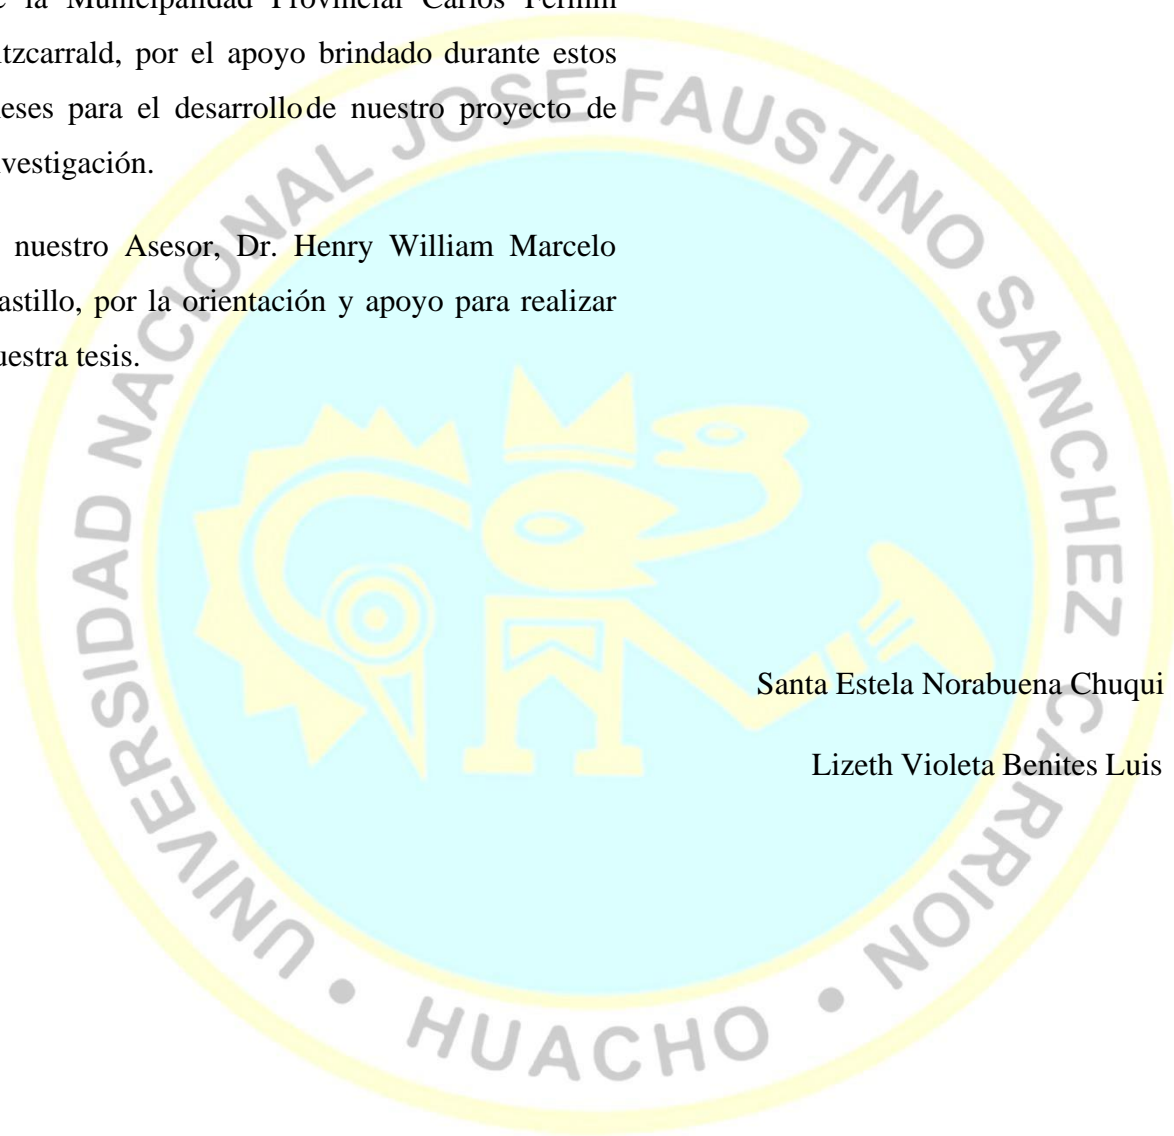 la Municipalidad Provincial Carlos Fermín
itzcarrald, por el apoyo brindado durante estos
eses para el desarrollo de nuestro proyecto de
vestigación.
nuestro Asesor, Dr. Henry William Marcelo
astillo, por la orientación y apoyo para realizar
uestra tesis.
Santa Estela Norabuena Chuqui
Lizeth Violeta Benites Luis
UNIVERSIDAD NACIONAL JOSE FAUSTINO SANCHEZ CARRION
• HUACHO •